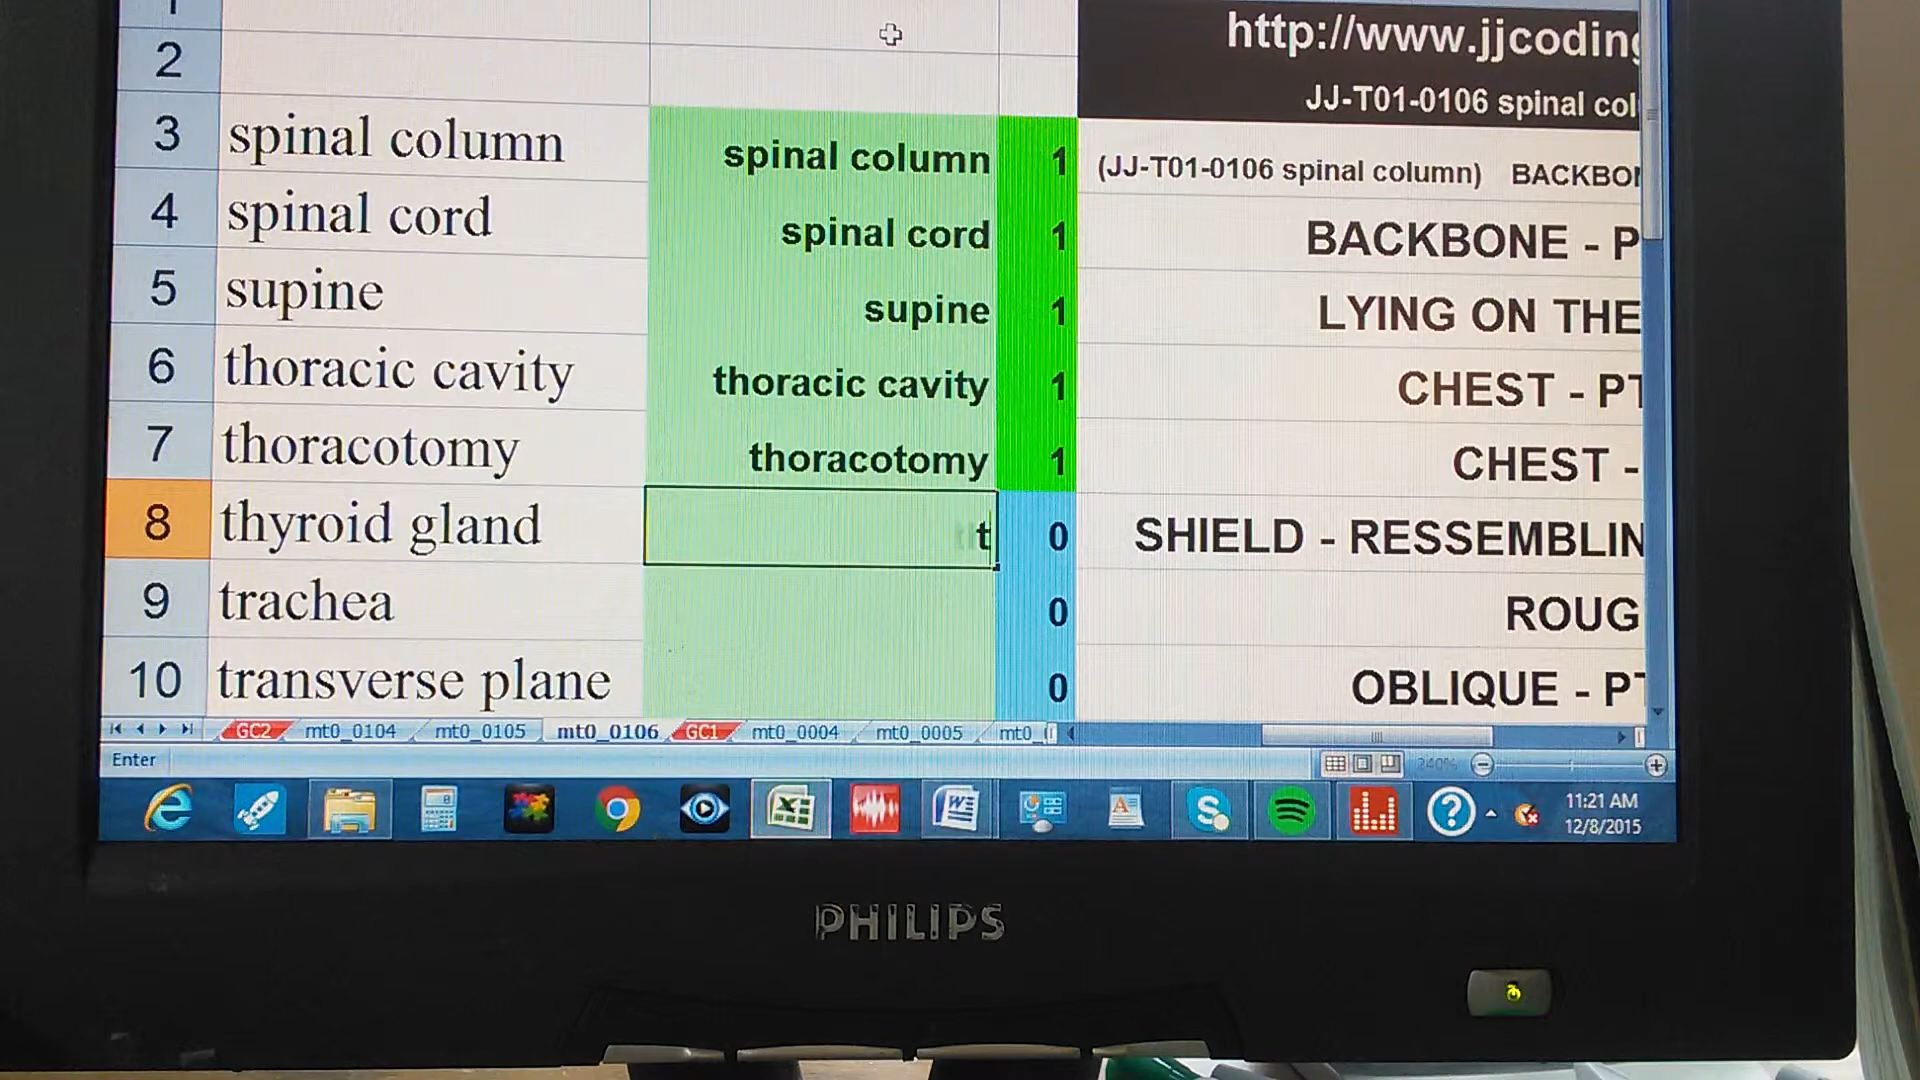 1 http://www.jjcoding
2 JJ-T01-0106 spinal col
3 spinal column spinal column 1 (JJ-T01-0106 spinal column) BACKBO
4 spinal cord spinal cord 1 BACKBONE - P
5 supine supine 1 LYING ON THE
6 thoracic cavity thoracic cavity 1 CHEST - PT
7 thoracotomy thoracotomy 1 CHEST -
8 thyroid gland t 0 SHIELD - RESSEMBLIN
9 trachea 0 ROUG
10 transverse plane 0 OBLIQUE - PT
GC2 mt0_0104 mt0_0105 mt0_0106 GC1 mt0_0004 mt0_0005 mt0_
Enter 240%
11:21 AM
12/8/2015
PHILIPS